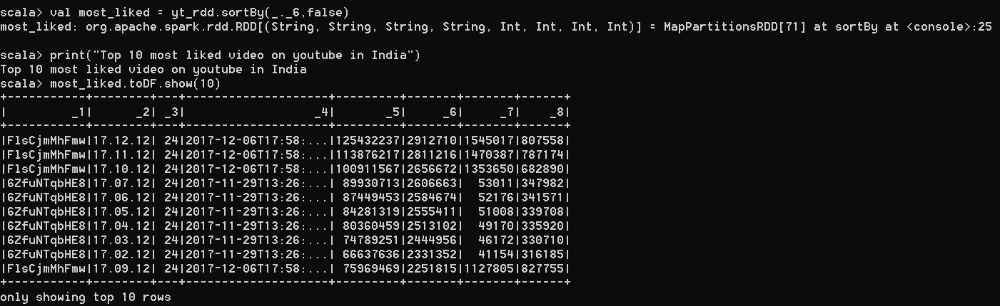 scala> val most_liked = yt_rdd.sortBy(_._6,false)
most_liked: org.apache.spark.rdd.RDD[(String, String, String, String, Int, Int, Int, Int)] = MapPartitionsRDD[71] at sortBy at <console>:25
scala> print("Top 10 most liked video on youtube in India")
Top 10 most liked video on youtube in India
scala> most_liked.toDF.show(10)
+-----------+--------+---+--------------------+---------+-------+-------+------+
|         _1|      _2| _3|                  _4|       _5|     _6|     _7|    _8|
+-----------+--------+---+--------------------+---------+-------+-------+------+
|FlsCjmMhFmw|17.12.12| 24|2017-12-06T17:58:...|125432237|2912710|1545017|807558|
|FlsCjmMhFmw|17.11.12| 24|2017-12-06T17:58:...|113876217|2811216|1470387|787174|
|FlsCjmMhFmw|17.10.12| 24|2017-12-06T17:58:...|100911567|2656672|1353650|682890|
|6ZfuNTqbHE8|17.07.12| 24|2017-11-29T13:26:...| 89930713|2606663|  53011|347982|
|6ZfuNTqbHE8|17.06.12| 24|2017-11-29T13:26:...| 87449453|2584674|  52176|341571|
|6ZfuNTqbHE8|17.05.12| 24|2017-11-29T13:26:...| 84281319|2555411|  51008|339708|
|6ZfuNTqbHE8|17.04.12| 24|2017-11-29T13:26:...| 80360459|2513102|  49170|335920|
|6ZfuNTqbHE8|17.03.12| 24|2017-11-29T13:26:...| 74789251|2444956|  46172|330710|
|6ZfuNTqbHE8|17.02.12| 24|2017-11-29T13:26:...| 66637636|2331352|  41154|316185|
|FlsCjmMhFmw|17.09.12| 24|2017-12-06T17:58:...| 75969469|2251815|1127805|827755|
+-----------+--------+---+--------------------+---------+-------+-------+------+
only showing top 10 rows